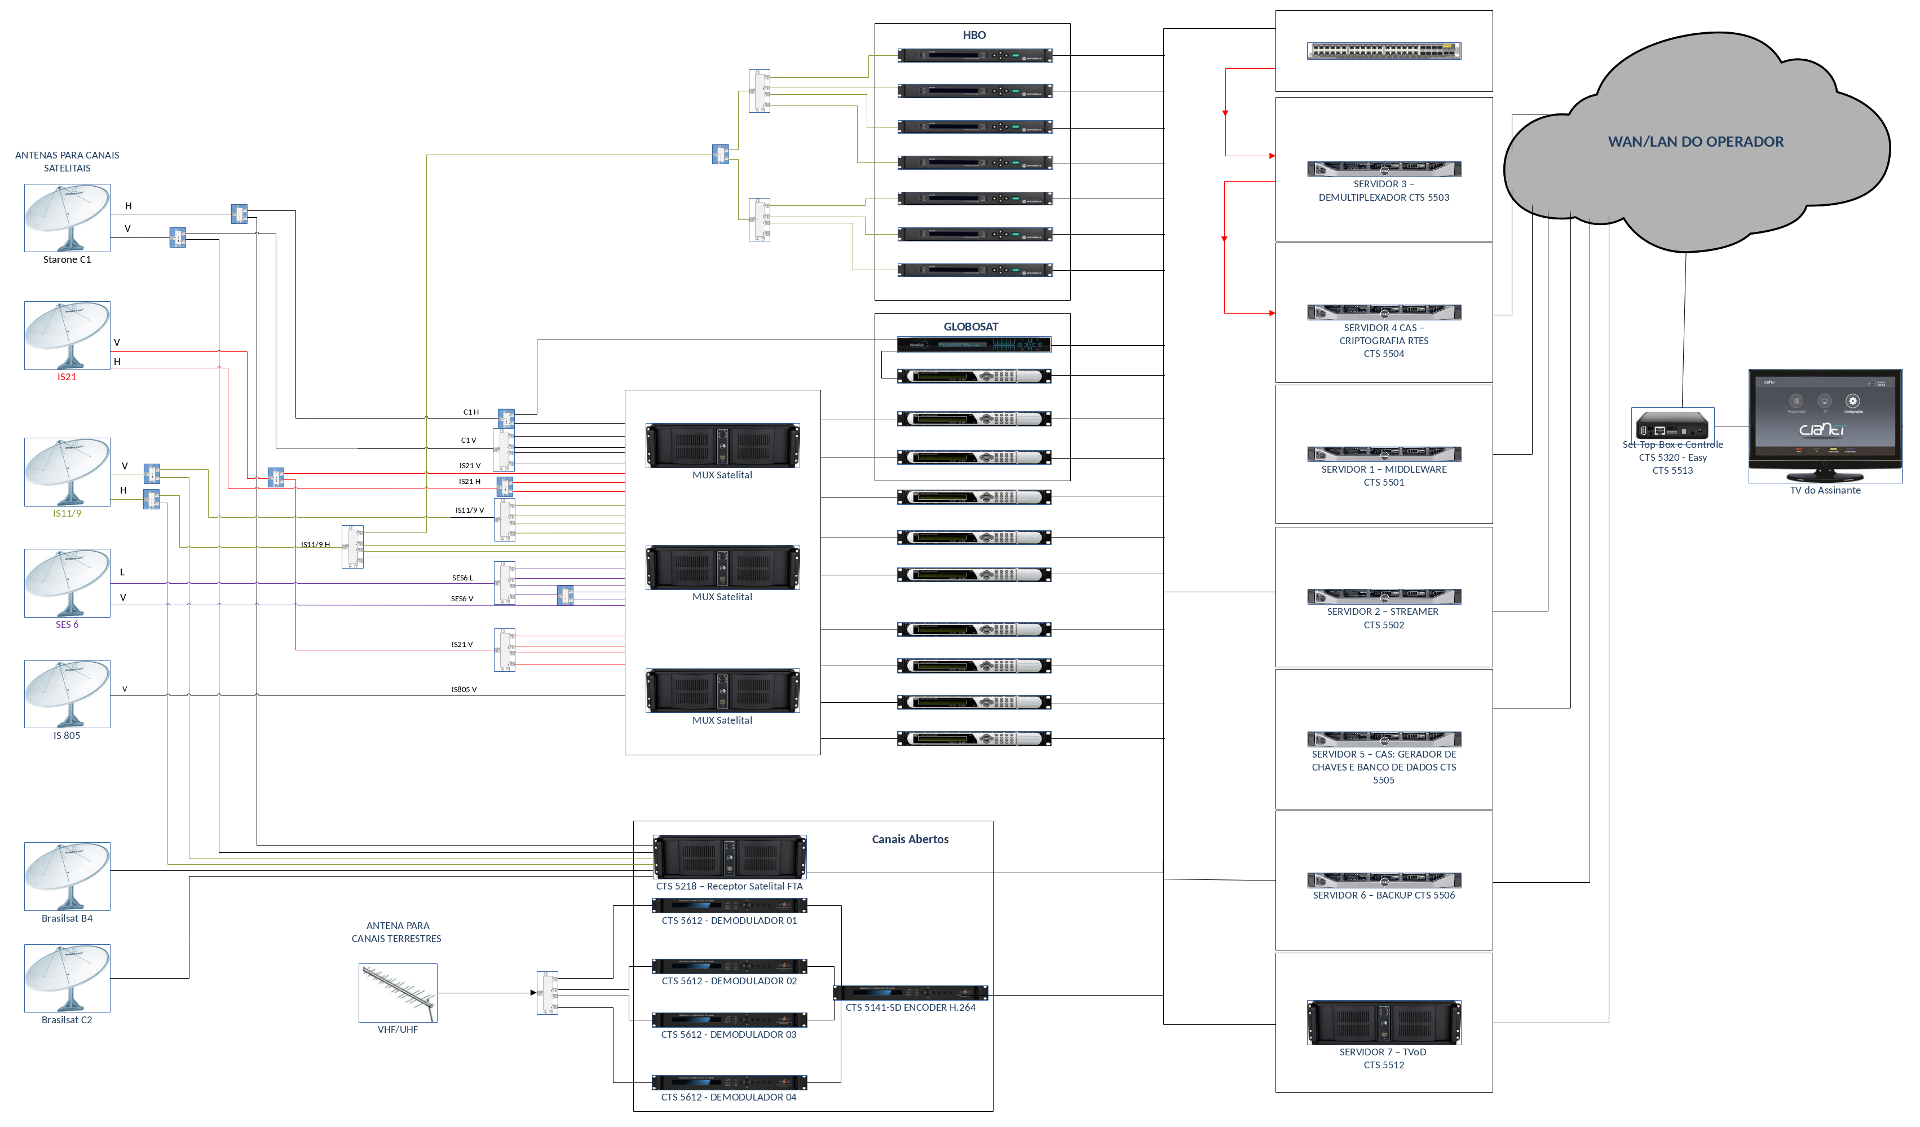 ANTENAS PARA CANAIS
SATELITAIS
H
V
Starone C1
V
H
IS21
V
H
IS11/9
L
V
SES 6
V
IS 805
Brasilsat B4
Brasilsat C2
ANTENA PARA
CANAIS TERRESTRES
VHF/UHF
C1 H
C1 V
IS21 V
IS21 H
IS11/9 V
IS11/9 H
SES6 L
SES6 V
IS21 V
IS805 V
MUX Satelital
MUX Satelital
MUX Satelital
HBO
GLOBOSAT
Canais Abertos
CTS 5218 – Receptor Satelital FTA
CTS 5612 - DEMODULADOR 01
CTS 5612 - DEMODULADOR 02
CTS 5612 - DEMODULADOR 03
CTS 5612 - DEMODULADOR 04
CTS 5141-SD ENCODER H.264
SERVIDOR 3 –
DEMULTIPLEXADOR CTS 5503
SERVIDOR 4 CAS –
CRIPTOGRAFIA RTES
CTS 5504
SERVIDOR 1 – MIDDLEWARE
CTS 5501
SERVIDOR 2 – STREAMER
CTS 5502
SERVIDOR 5 – CAS: GERADOR DE
CHAVES E BANCO DE DADOS CTS
5505
SERVIDOR 6 – BACKUP CTS 5506
SERVIDOR 7 – TVoD
CTS 5512
WAN/LAN DO OPERADOR
Set-Top Box e Controle
CTS 5320 - Easy
CTS 5513
cianet
TV do Assinante